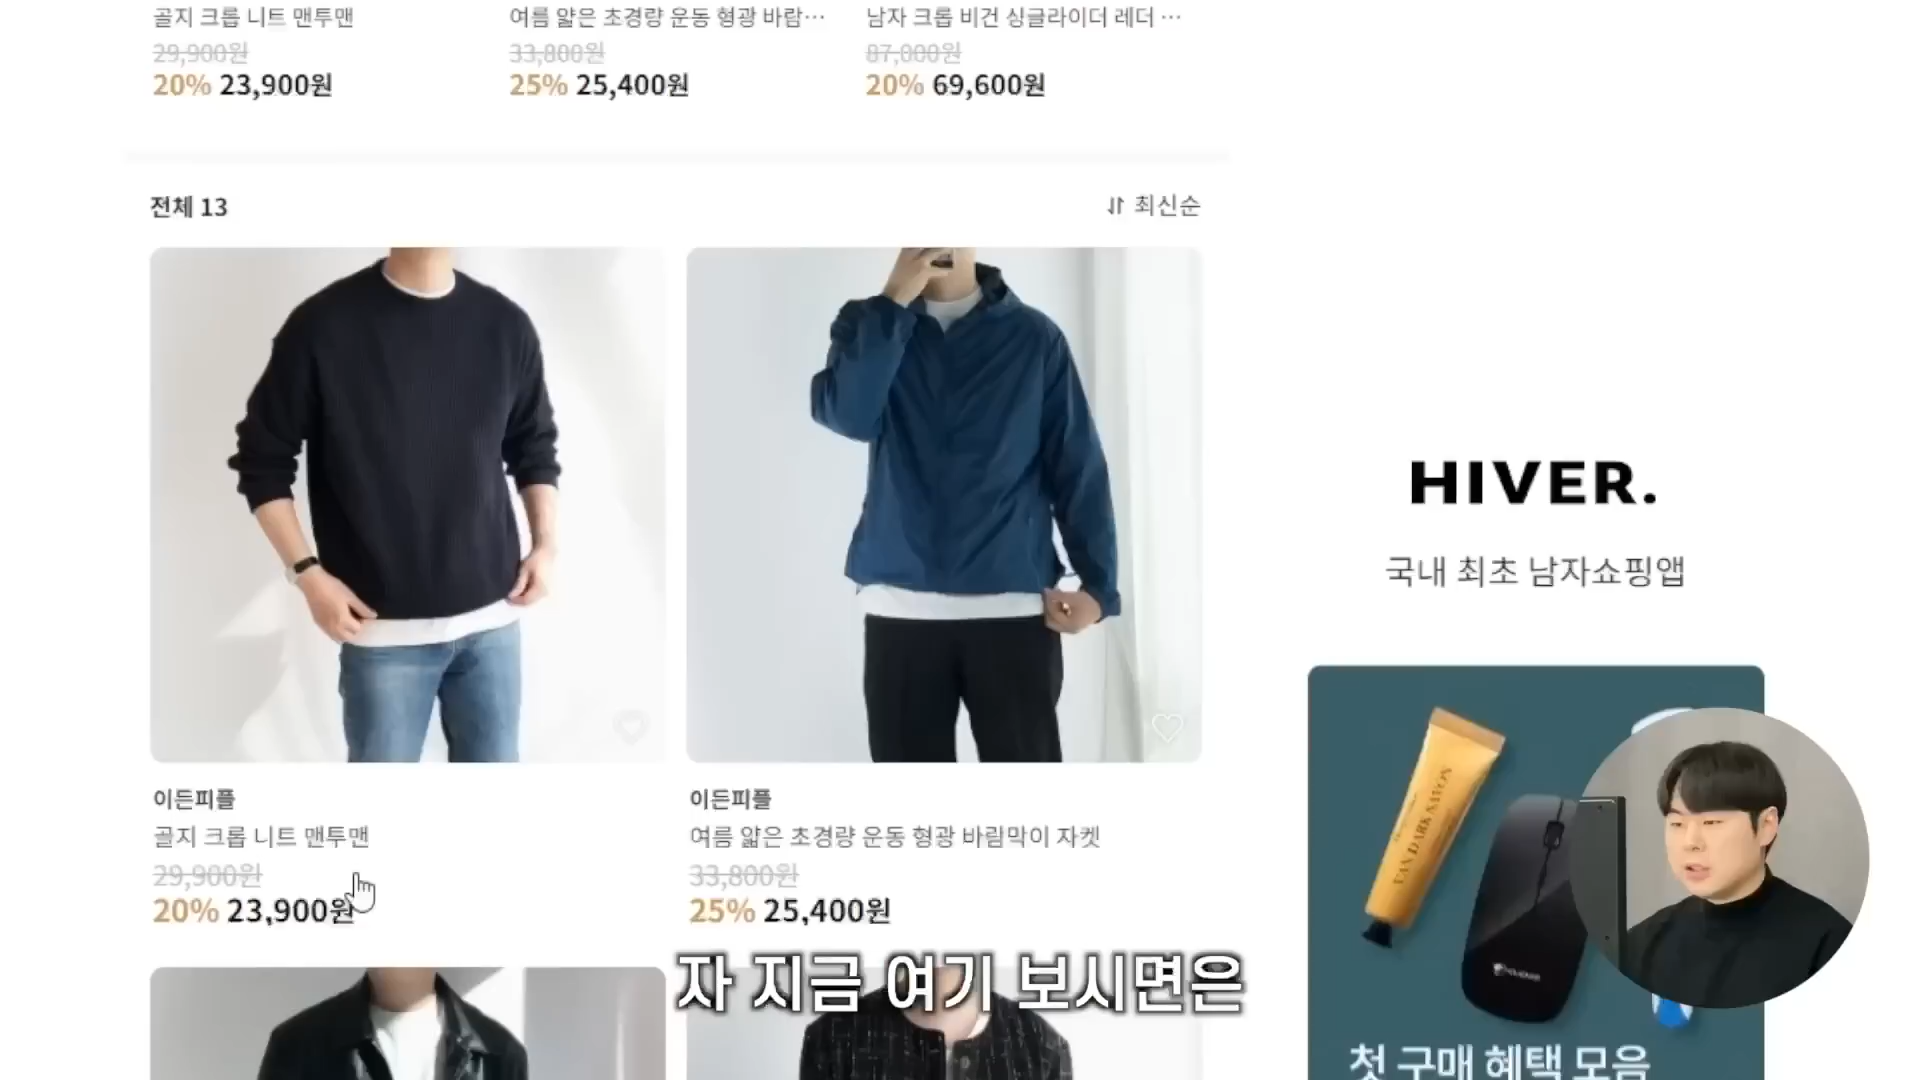 골지 크롭 니트 맨투맨
29,900원
20% 23,900원
여름 얇은 초경량 운동 형광 바람…
33,800원
25% 25,400원
남자 크롭 비건 싱글라이더 레더 …
87,000원
20% 69,600원
전체 13
최신순
이든피플
골지 크롭 니트 맨투맨
29,900원
20% 23,900원
이든피플
여름 얇은 초경량 운동 형광 바람막이 자켓
33,800원
25% 25,400원
HIVER.
국내 최초 남자쇼핑앱
첫 구매 혜택 모음
자 지금 여기 보시면은